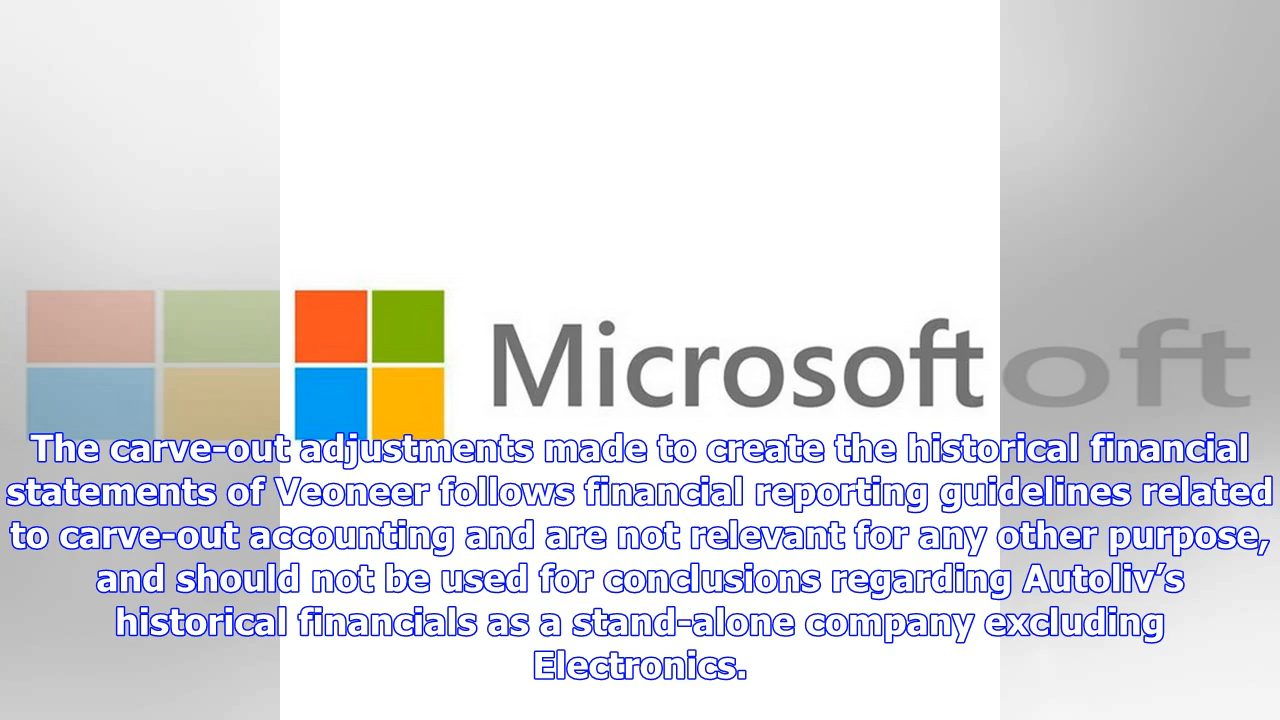 Microsoft
oft
The carve-out adjustments made to create the historical financial
statements of Veoneer follows financial reporting guidelines related
to carve-out accounting and are not relevant for any other purpose,
and should not be used for conclusions regarding Autoliv’s
historical financials as a stand-alone company excluding
Electronics.